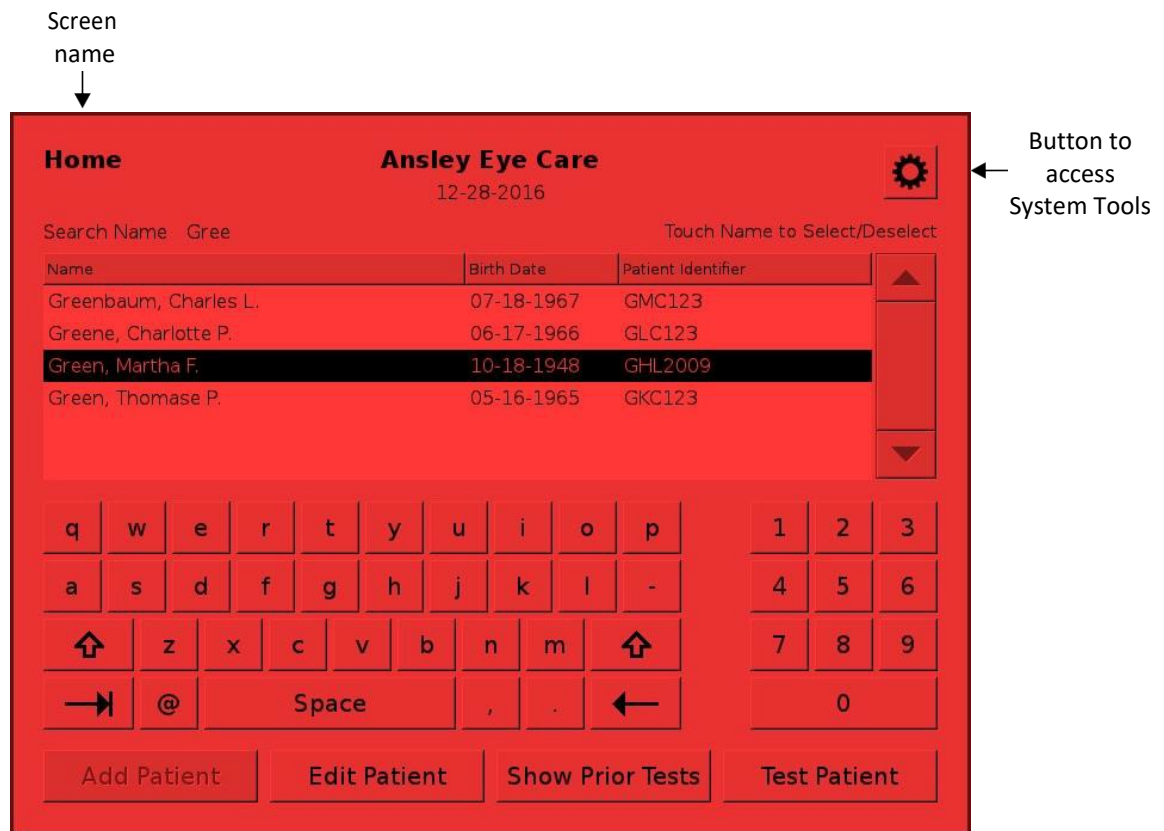 Screen
name
Home
Ansley Eye Care
12-28-2016
Button to
access
System Tools
Search Name Gree
Touch Name to Select/Deselect
Name Birth Date Patient Identifier
Greenbaum, Charles L. 07-18-1967 GMC123
Greene, Charlotte P. 06-17-1966 GLC123
Green, Martha F. 10-18-1948 GHL2009
Green, Thomase P. 05-16-1965 GKC123
q w e r t y u i o p 1 2 3
a s d f g h j k l - 4 5 6
z x c v b n m 7 8 9
@ Space , . 0
Add Patient Edit Patient Show Prior Tests Test Patient